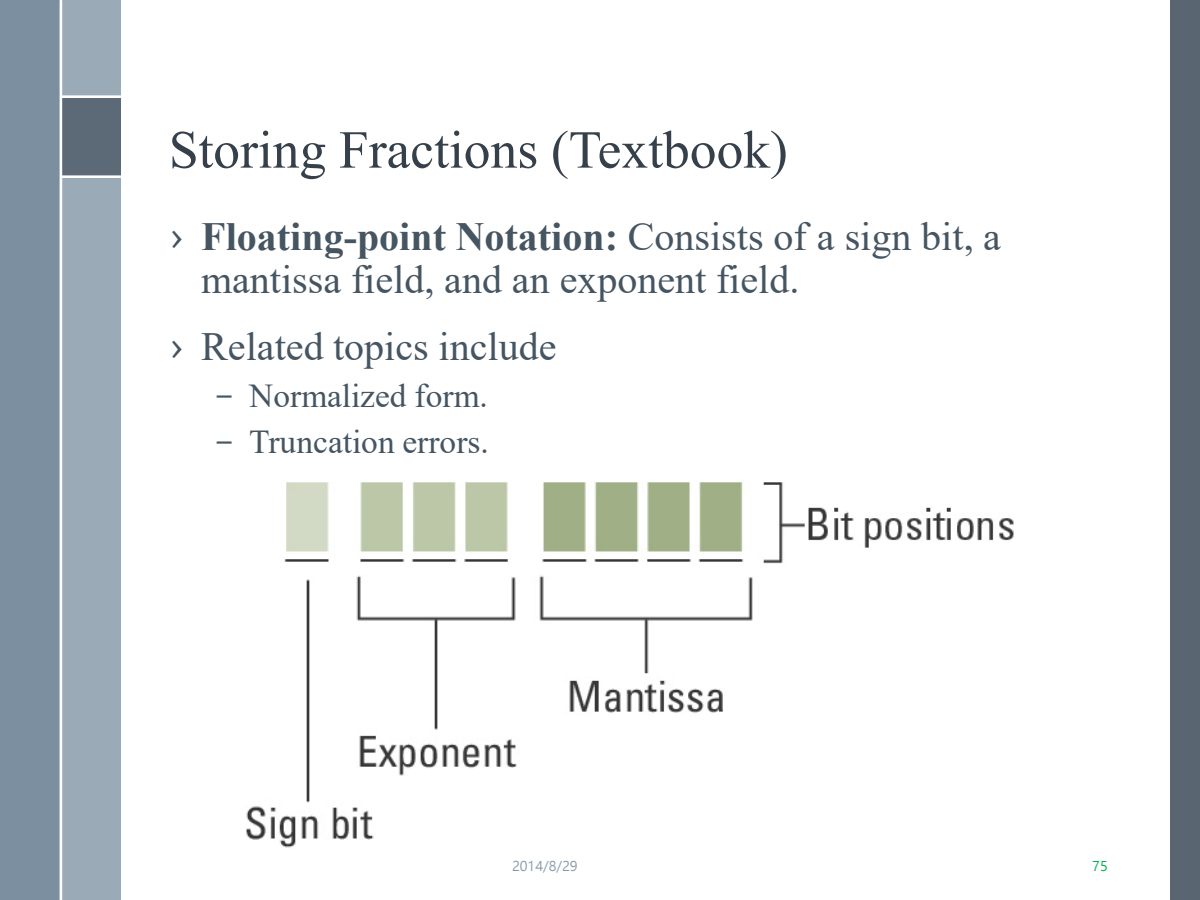 Storing Fractions (Textbook)
› Floating-point Notation: Consists of a sign bit, a
mantissa field, and an exponent field.
› Related topics include
– Normalized form.
– Truncation errors.
Bit positions
Mantissa
Exponent
Sign bit
2014/8/29
75